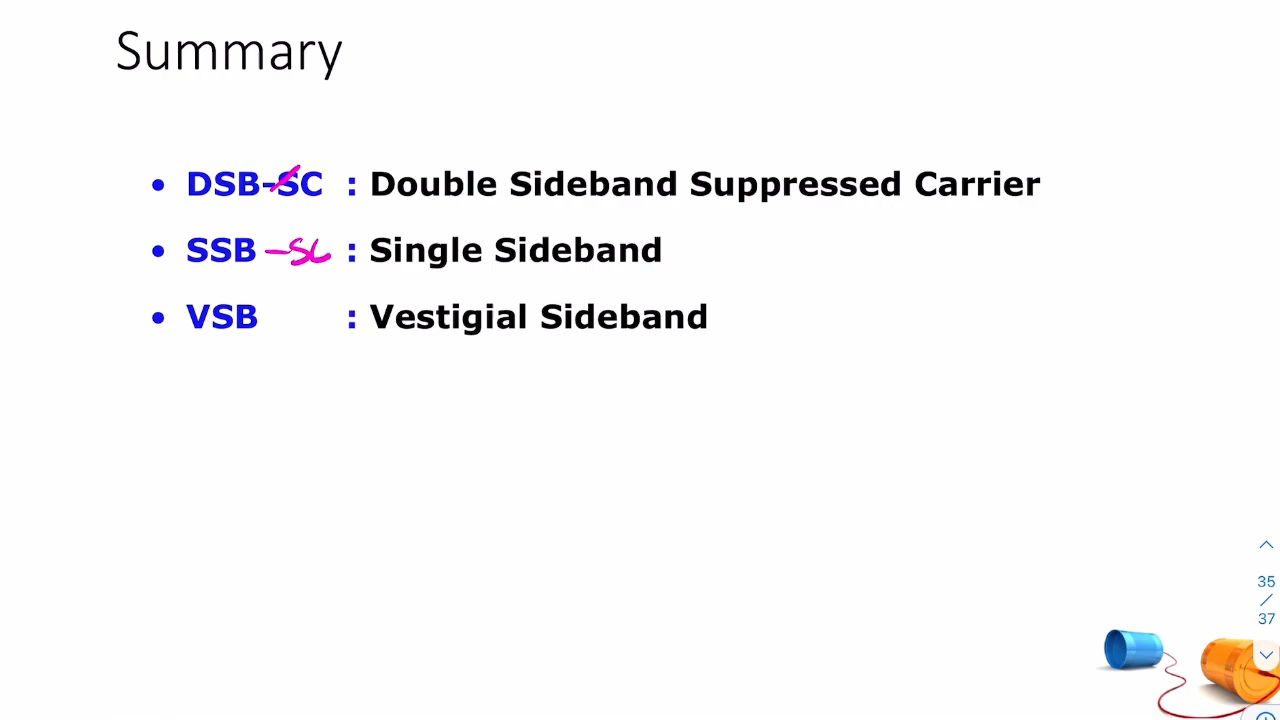 Summary
• DSB-SC : Double Sideband Suppressed Carrier
• SSB -SC : Single Sideband
• VSB : Vestigial Sideband
35
/
37